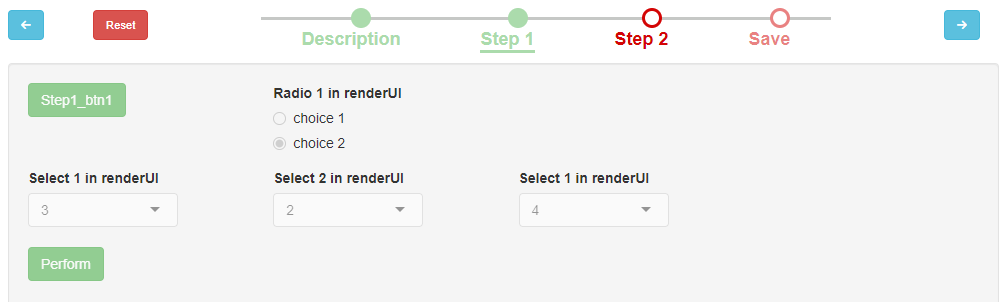 ← Reset →
Description Step 1 Step 2 Save
Step1_btn1
Radio 1 in renderUI
choice 1
choice 2
Select 1 in renderUI Select 2 in renderUI Select 1 in renderUI
3 2 4
Perform